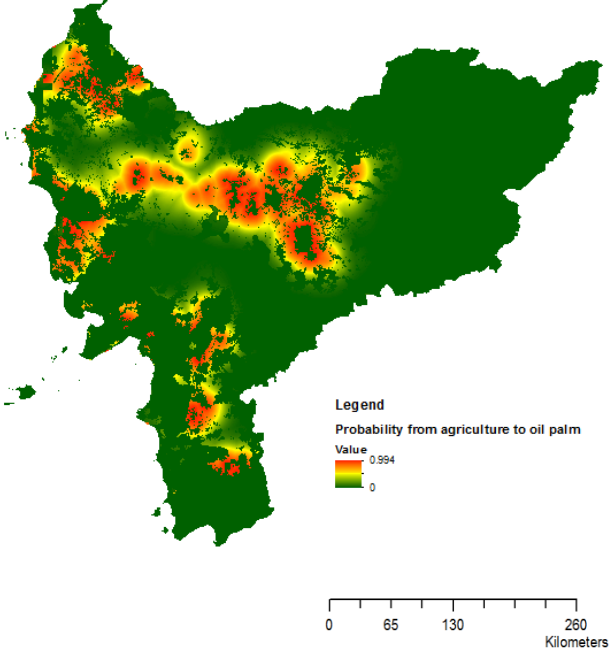 Legend
Probability from agriculture to oil palm
Value
0.994
0
0 65 130 260
Kilometers